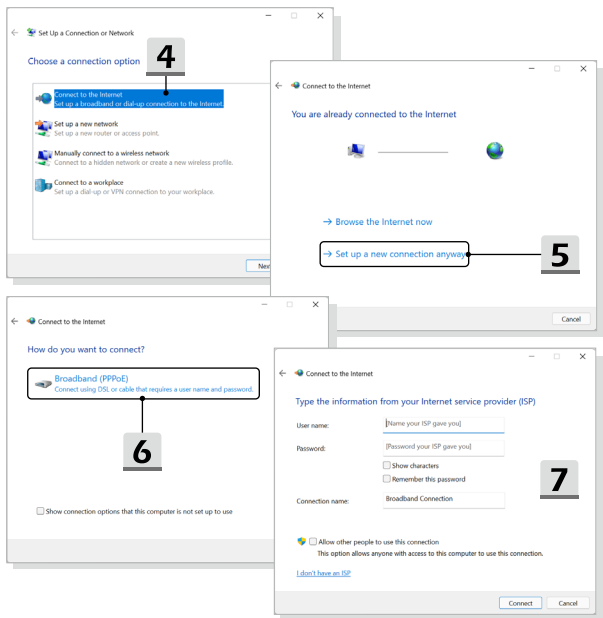 Set Up a Connection or Network
Choose a connection option
4
Connect to the Internet
Set up a broadband or dial-up connection to the Internet.
Set up a new network
Set up a new router or access point.
Manually connect to a wireless network
Connect to a hidden network or create a new wireless profile.
Connect to a workplace
Set up a dial-up or VPN connection to your workplace.
Connect to the Internet
You are already connected to the Internet
→ Browse the Internet now
→ Set up a new connection anyway
5
Cancel
Connect to the Internet
How do you want to connect?
Broadband (PPPoE)
Connect using DSL or cable that requires a user name and password.
6
Show connection options that this computer is not set up to use
Connect to the Internet
Type the information from your Internet service provider (ISP)
User name:
[Name your ISP gave you]
Password:
[Password your ISP gave you]
Show characters
Remember this password
7
Connection name:
Broadband Connection
Allow other people to use this connection
This option allows anyone with access to this computer to use this connection.
I don't have an ISP
Connect
Cancel